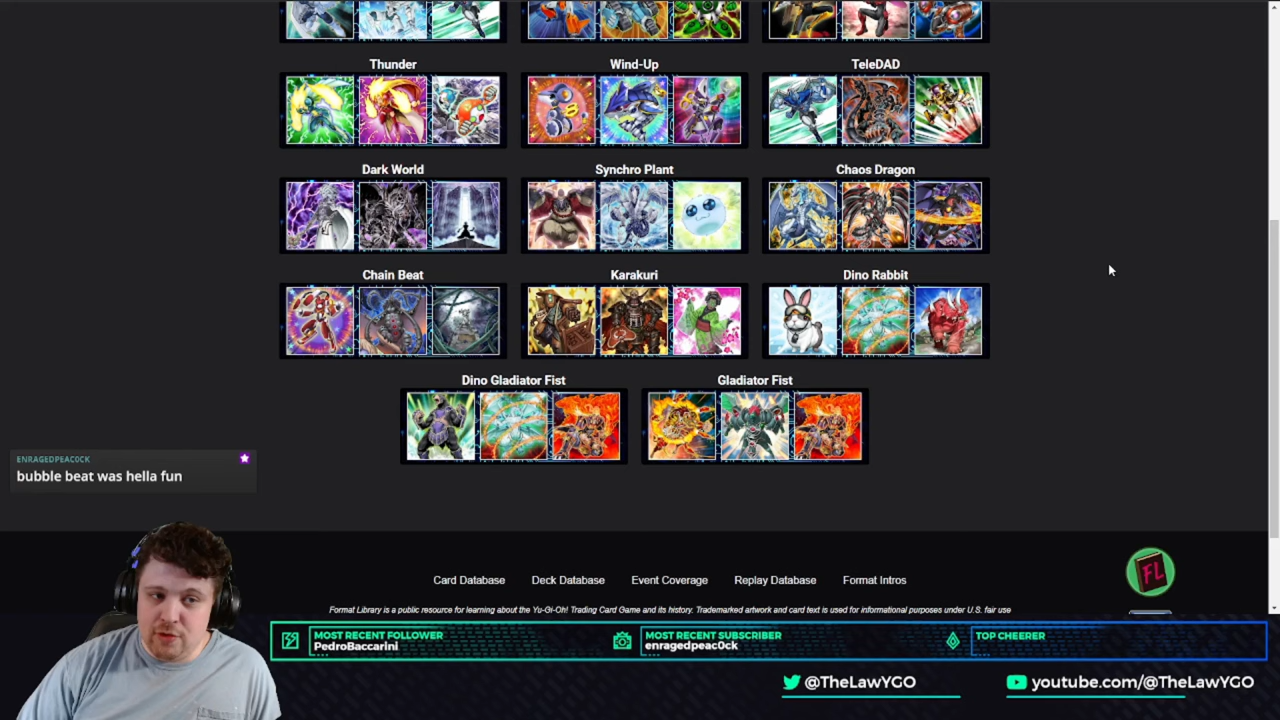 Thunder
Wind-Up
TeleDAD
Dark World
Synchro Plant
Chaos Dragon
Chain Beat
Karakuri
Dino Rabbit
Dino Gladiator Fist
Gladiator Fist
ENRAGEDPEAC0CK
bubble beat was hella fun
Card Database
Deck Database
Event Coverage
Replay Database
Format Intros
FL
Format Library is a public resource for learning about the Yu-Gi-Oh! Trading Card Game and its history. Trademarked artwork and card text is used for informational purposes under U.S. fair use
MOST RECENT FOLLOWER
PedroBaccarini
MOST RECENT SUBSCRIBER
enragedpeac0ck
TOP CHEERER
@TheLawYGO
youtube.com/@TheLawYGO